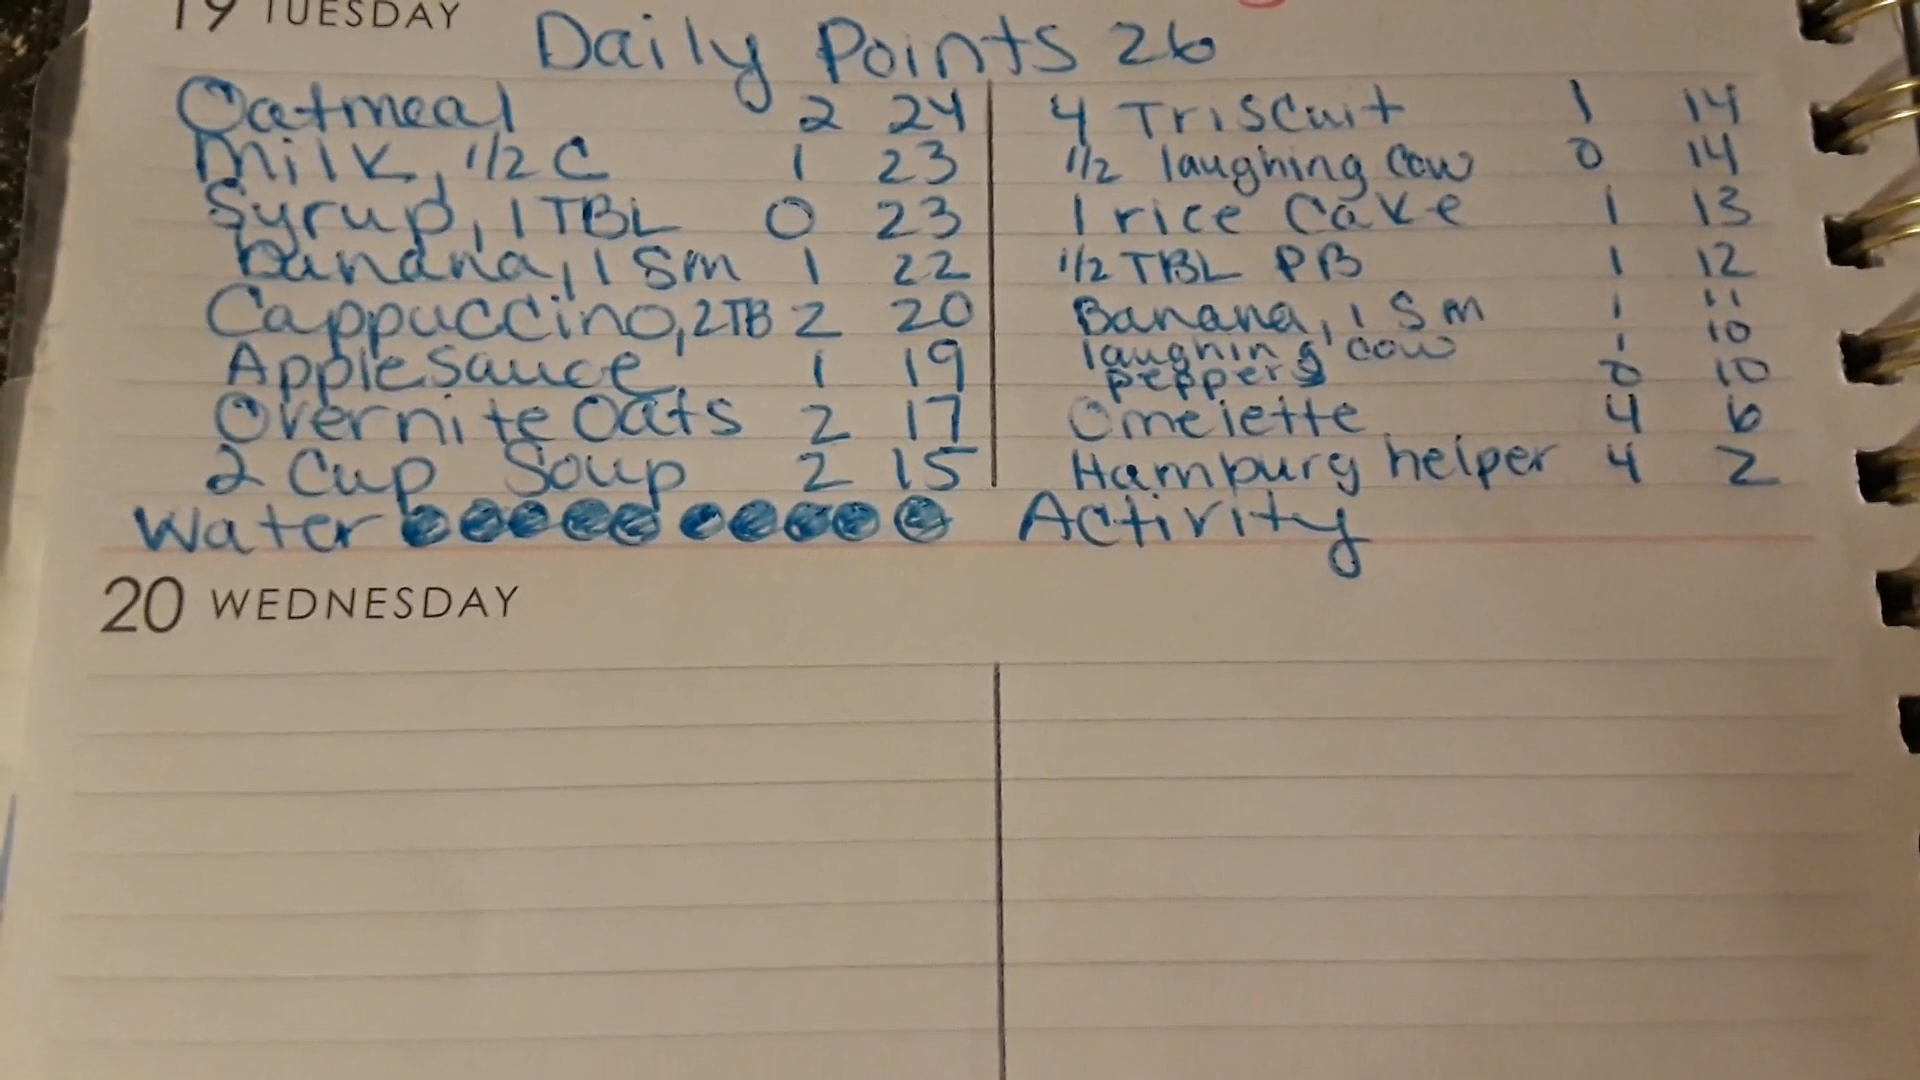 19 TUESDAY
Daily Points 26
Oatmeal 2 24
Milk, 1/2 C 1 23
Syrup, 1 TBL 0 23
Banana, 1 Sm 1 22
Cappuccino, 2TB 2 20
Applesauce 1 19
Overnite Oats 2 17
2 Cup Soup 2 15
4 Triscuit 1 14
1/2 laughing Cow 0 14
1 rice Cake 1 13
1/2 TBL PB 1 12
Banana, 1 Sm 1 11
laughing cow 1 10
peppers 0 10
Omelette 4 6
Hamburg helper 4 2
Water
Activity
20 WEDNESDAY